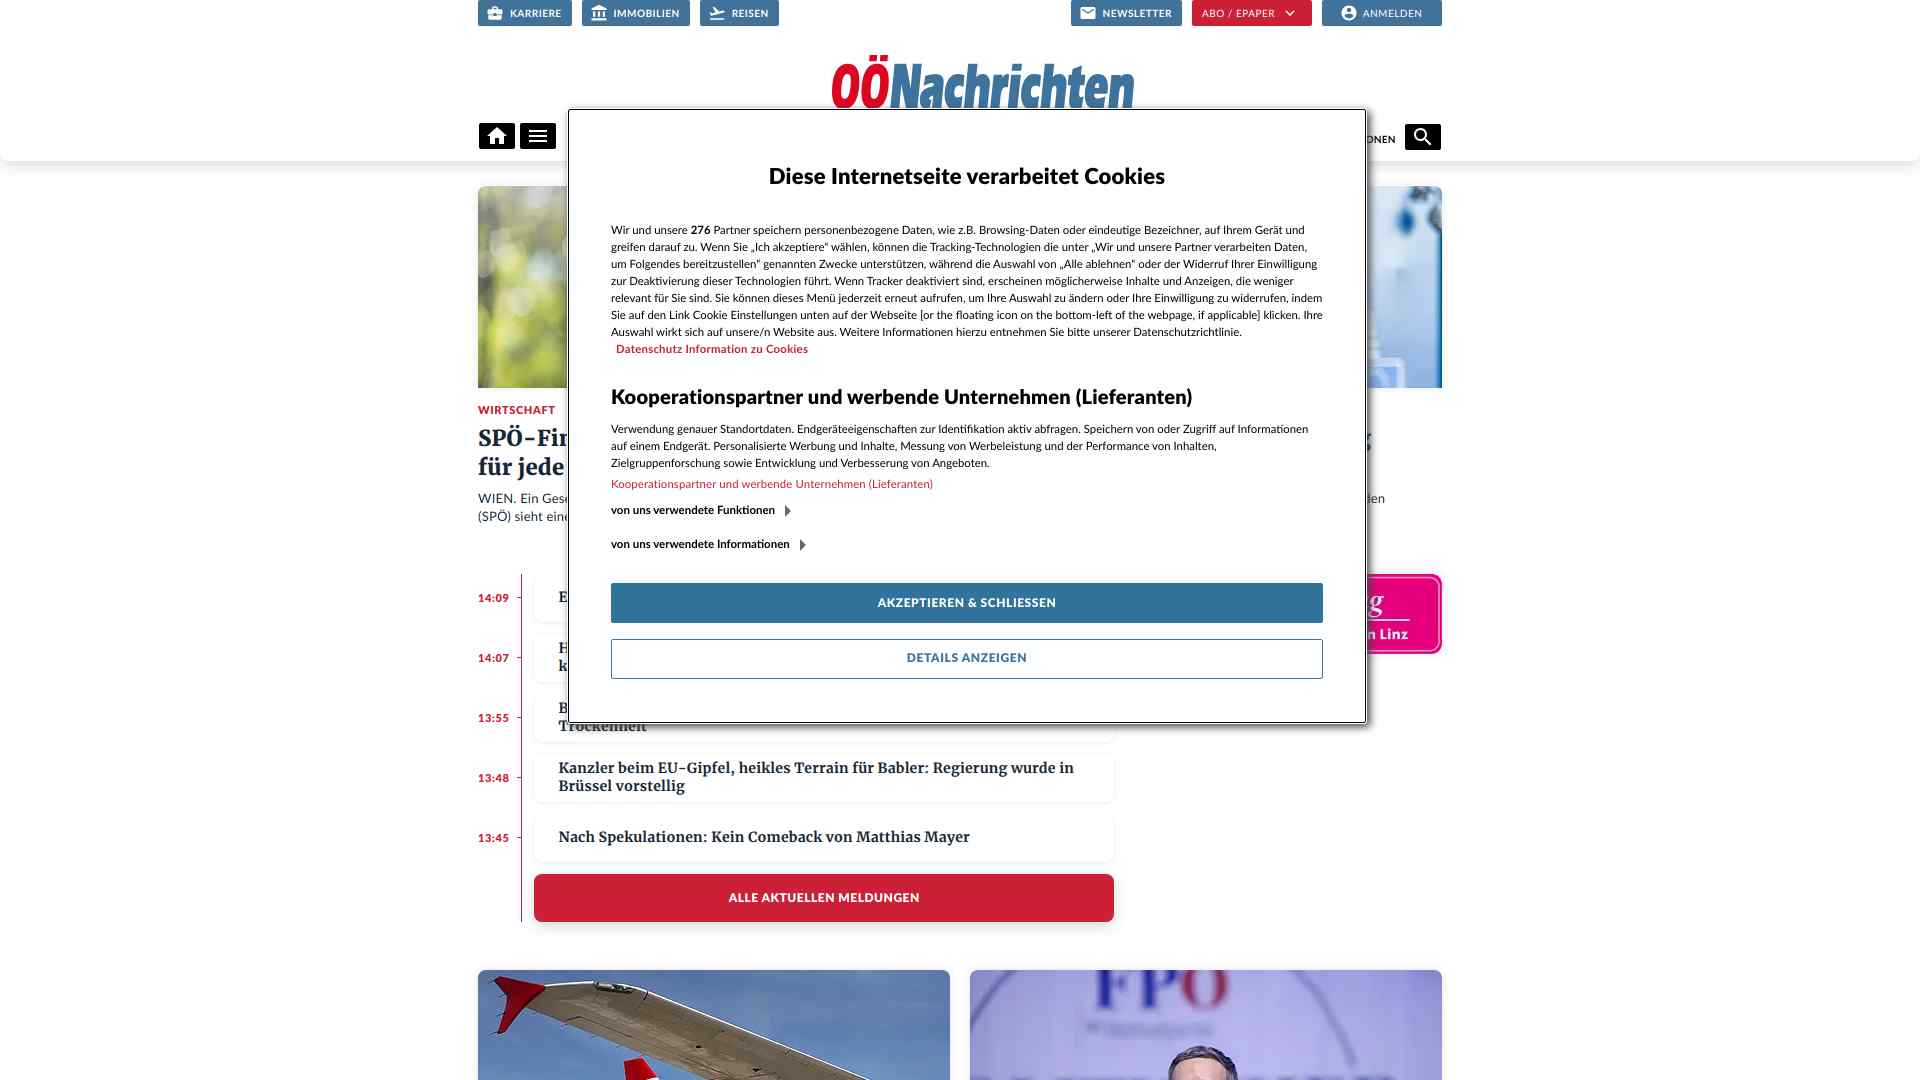 KARRIERE
IMMOBILIEN
REISEN
NEWSLETTER
ABO / EPAPER
ANMELDEN
OÖNachrichten
Diese Internetseite verarbeitet Cookies
Wir und unsere 276 Partner speichern personenbezogene Daten, wie z.B. Browsing-Daten oder eindeutige Bezeichner, auf Ihrem Gerät und
greifen darauf zu. Wenn Sie „Ich akzeptiere“ wählen, können die Tracking-Technologien die unter „Wir und unsere Partner verarbeiten Daten,
um Folgendes bereitzustellen“ genannten Zwecke unterstützen, während die Auswahl von „Alle ablehnen“ oder der Widerruf Ihrer Einwilligung
zur Deaktivierung dieser Technologien führt. Wenn Tracker deaktiviert sind, erscheinen möglicherweise Inhalte und Anzeigen, die weniger
relevant für Sie sind. Sie können dieses Menü jederzeit erneut aufrufen, um Ihre Auswahl zu ändern oder Ihre Einwilligung zu widerrufen, indem
Sie auf den Link Cookie Einstellungen unten auf der Webseite [or the floating icon on the bottom-left of the webpage, if applicable] klicken. Ihre
Auswahl wirkt sich auf unsere/n Website aus. Weitere Informationen hierzu entnehmen Sie bitte unserer Datenschutzrichtlinie.
Datenschutz Information zu Cookies
Kooperationspartner und werbende Unternehmen (Lieferanten)
Verwendung genauer Standortdaten. Endgeräteeigenschaften zur Identifikation aktiv abfragen. Speichern von oder Zugriff auf Informationen
auf einem Endgerät. Personalisierte Werbung und Inhalte, Messung von Werbeleistung und der Performance von Inhalten,
Zielgruppenforschung sowie Entwicklung und Verbesserung von Angeboten.
Kooperationspartner und werbende Unternehmen (Lieferanten)
von uns verwendete Funktionen
von uns verwendete Informationen
AKZEPTIEREN & SCHLIESSEN
DETAILS ANZEIGEN
WIRTSCHAFT
SPÖ-Fin
für jede
WIEN. Ein Gese
(SPÖ) sieht eine
14:09
E
14:07
H
k
n Linz
13:55
B
Trockenheit
13:48
Kanzler beim EU-Gipfel, heikles Terrain für Babler: Regierung wurde in
Brüssel vorstellig
13:45
Nach Spekulationen: Kein Comeback von Matthias Mayer
ALLE AKTUELLEN MELDUNGEN
FPÖ